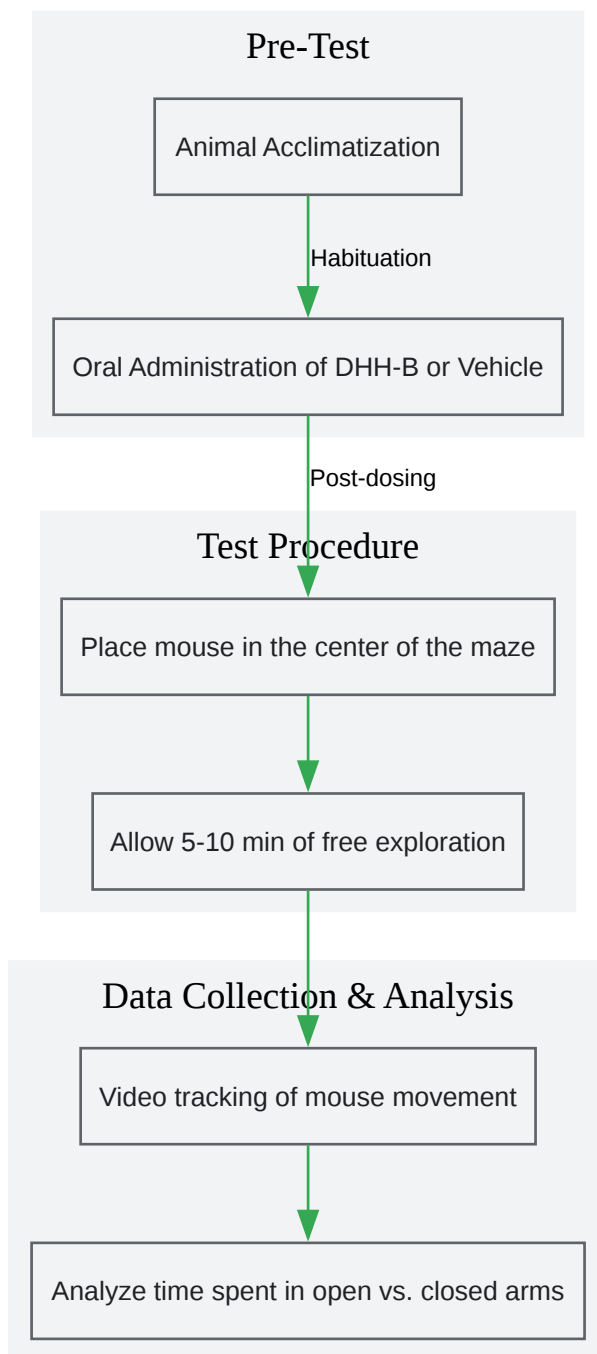 Pre-Test
Animal Acclimatization
Habituation
Oral Administration of DHH-B or Vehicle
Post-dosing
Test Procedure
Place mouse in the center of the maze
Allow 5-10 min of free exploration
Data Collection & Analysis
Video tracking of mouse movement
Analyze time spent in open vs. closed arms